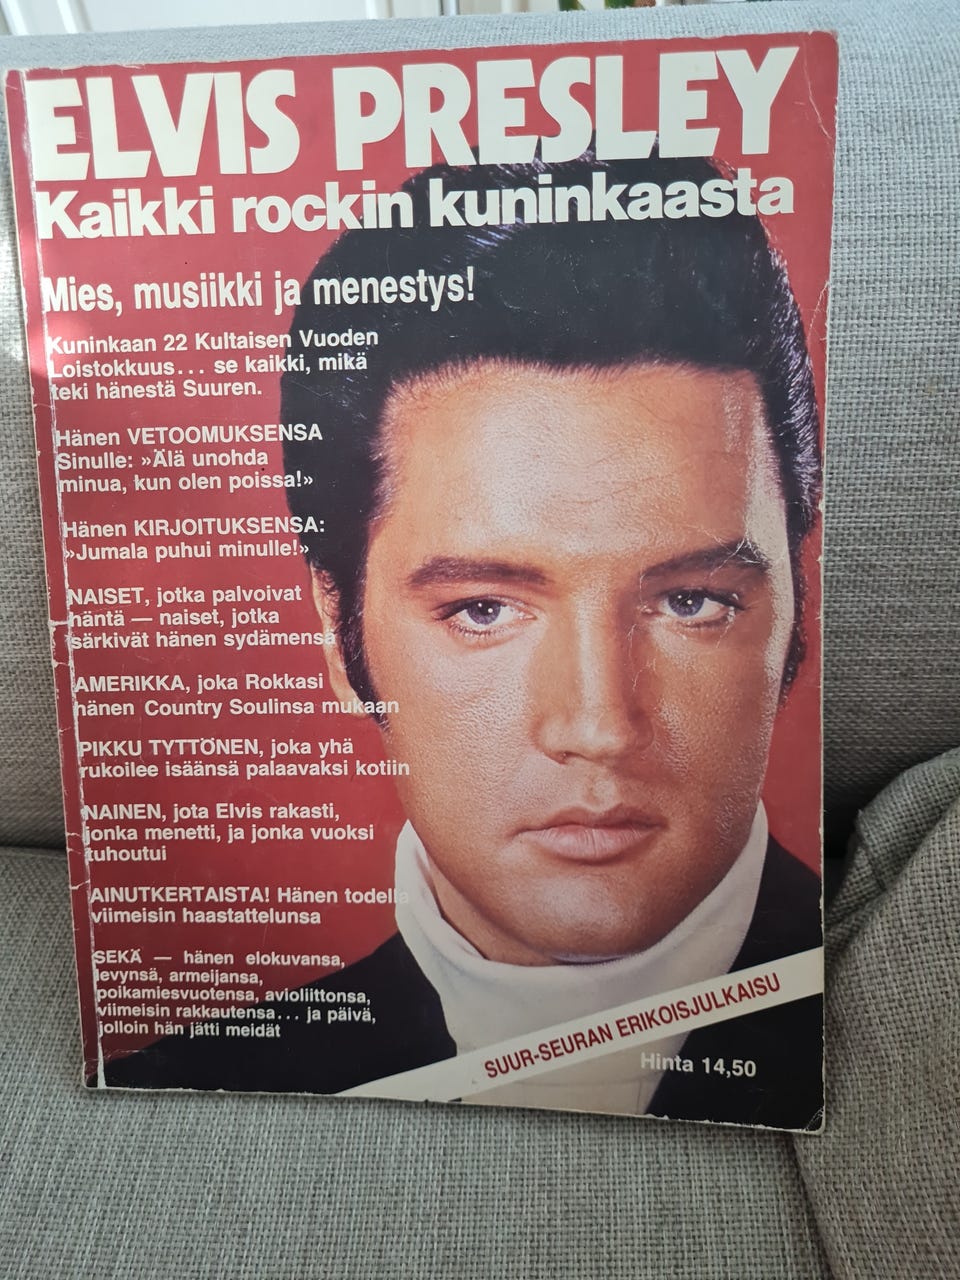 ELVIS PRESLEY
Kaikki rockin kuninkaasta
Mies, musiikki ja menestys!
Kuninkaan 22 Kultaisen Vuoden
Loistokkuus... se kaikki, mikä
teki hänestä Suuren.
Hänen VETOOMUKSENSA
Sinulle: »Älä unohda
minua, kun olen poissa!»
Hänen KIRJOITUKSENSA:
»Jumala puhui minulle!»
NAISET, jotka palvoivat
häntä — naiset, jotka
särkivät hänen sydämensä
AMERIKKA, joka Rokkasi
hänen Country Soulinsa mukaan
PIKKU TYTTÖNEN, joka yhä
rukoilee isäänsä palaavaksi kotiin
NAINEN, jota Elvis rakasti,
jonka menetti, ja jonka vuoksi
tuhoutui
AINUTKERTAISTA! Hänen todella
viimeisin haastattelunsa
SEKÄ — hänen elokuvansa,
levynsä, armeijansa,
poikamiesvuotensa, avioliittonsa,
viimeisin rakkautensa... ja päivä,
jolloin hän jätti meidät
SUUR-SEURAN ERIKOISJULKAISU
Hinta 14,50